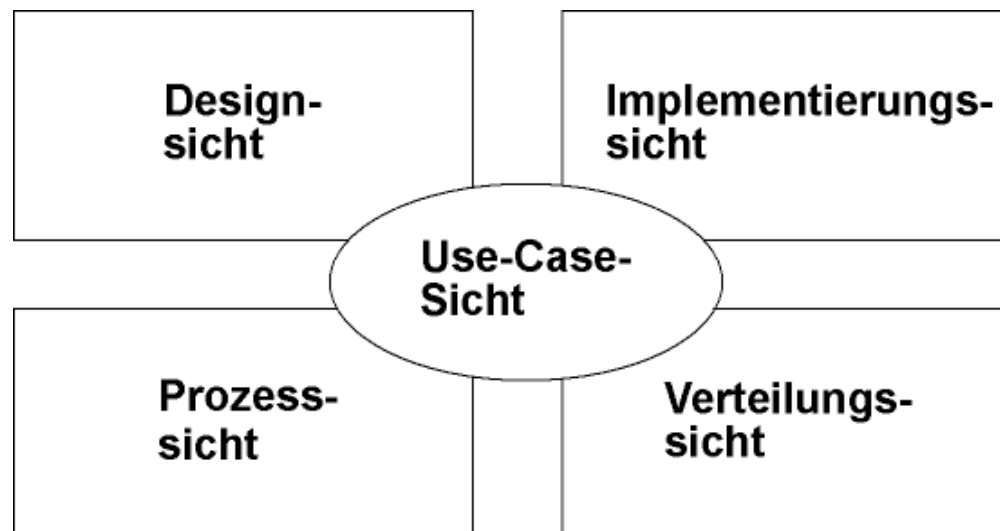 Design-
sicht
Implementierungs-
sicht
Use-Case-
Sicht
Prozess-
sicht
Verteilungs-
sicht